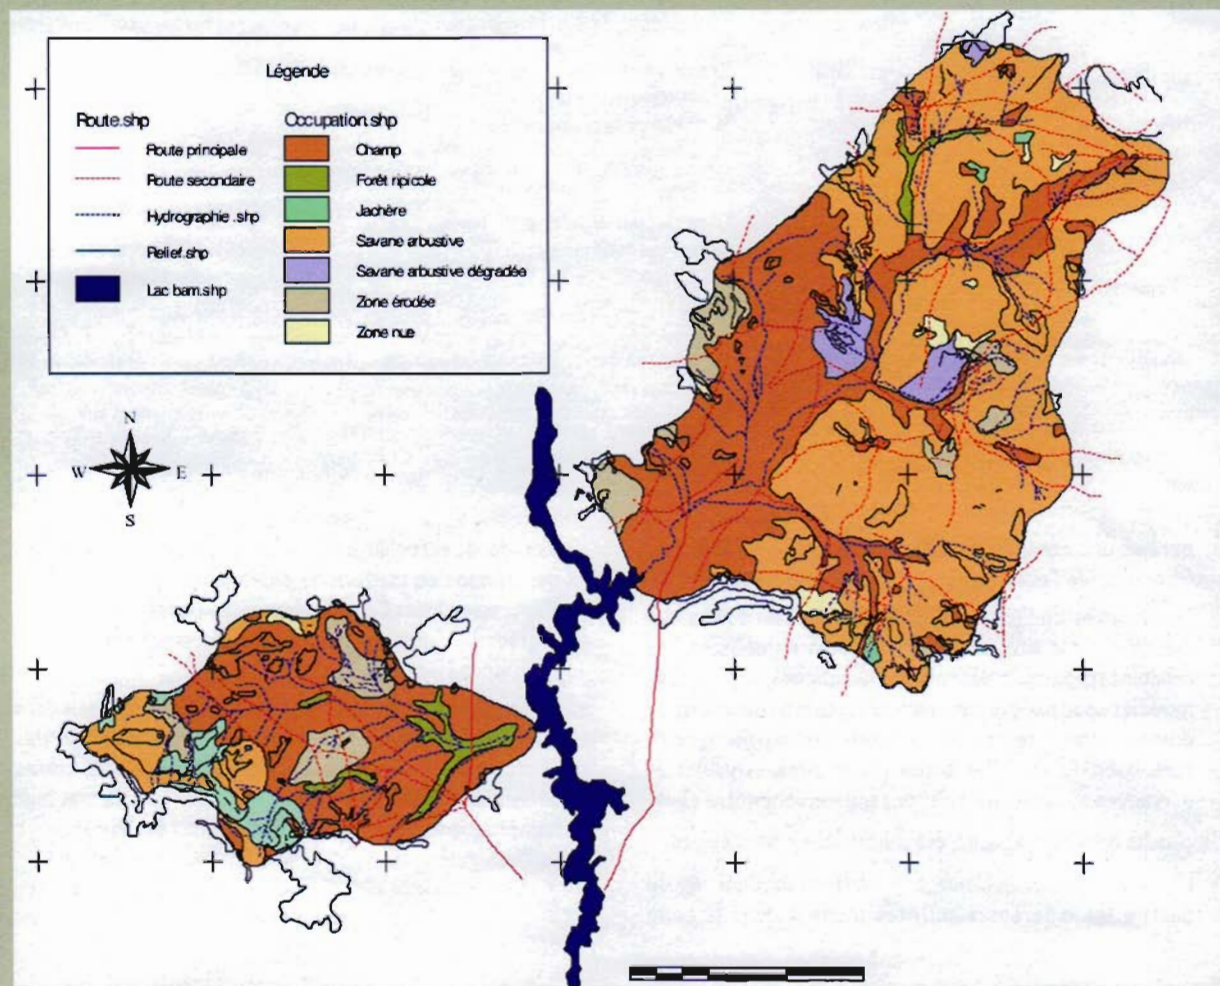 Légende
Route.shp
Route principale
Route secondaire
Hydrographie .shp
Relief.shp
Lac bam.shp
Occupation.shp
Champ
Forêt ripicole
Jachère
Savane arbustive
Savane arbustive dégradée
Zone érodée
Zone nue
N
W E
S